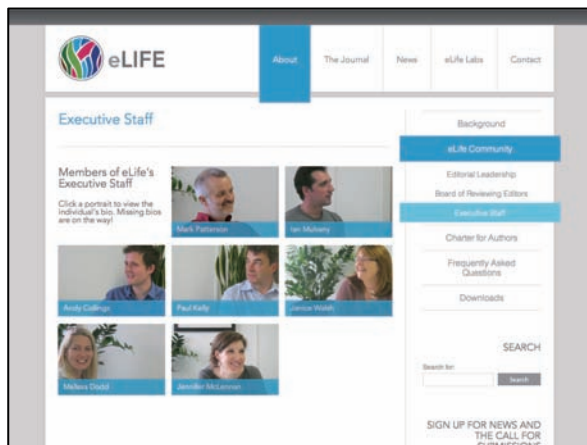 eLIFE
About
The Journal
News
eLife Labs
Contact
Executive Staff
Members of eLife's
Executive Staff
Click a portrait to view the
individual's bio. Missing bios
are on the way!
Mark Patterson
Ian Mulvany
Andy Collings
Paul Kelly
Janice Walsh
Melissa Dodd
Jennifer McLennan
Background
eLife Community
Editorial Leadership
Board of Reviewing Editors
Executive Staff
Charter for Authors
Frequently Asked
Questions
Downloads
SEARCH
Search for:
Search
SIGN UP FOR NEWS AND
THE CALL FOR
SUBMISSIONS